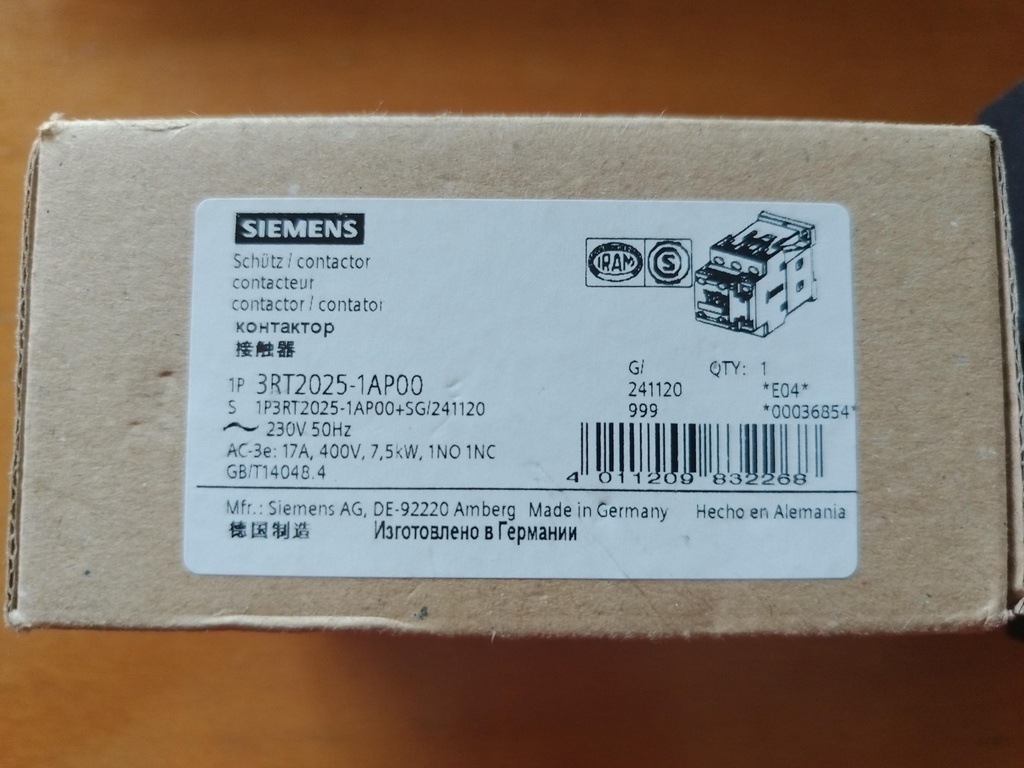 SIEMENS
Schütz / contactor
contacteur
contactor / contator
контактор
接触器
IRAM S
1P 3RT2025-1AP00
S 1P3RT2025-1AP00+SG/241120
~ 230V 50Hz
AC-3e: 17A, 400V, 7,5kW, 1NO 1NC
GB/T14048.4
G/ QTY: 1
241120 *E04*
999 *00036854*
4 011209 832268
Mfr.: Siemens AG, DE-92220 Amberg Made in Germany Hecho en Alemania
德国制造 Изготовлено в Германии